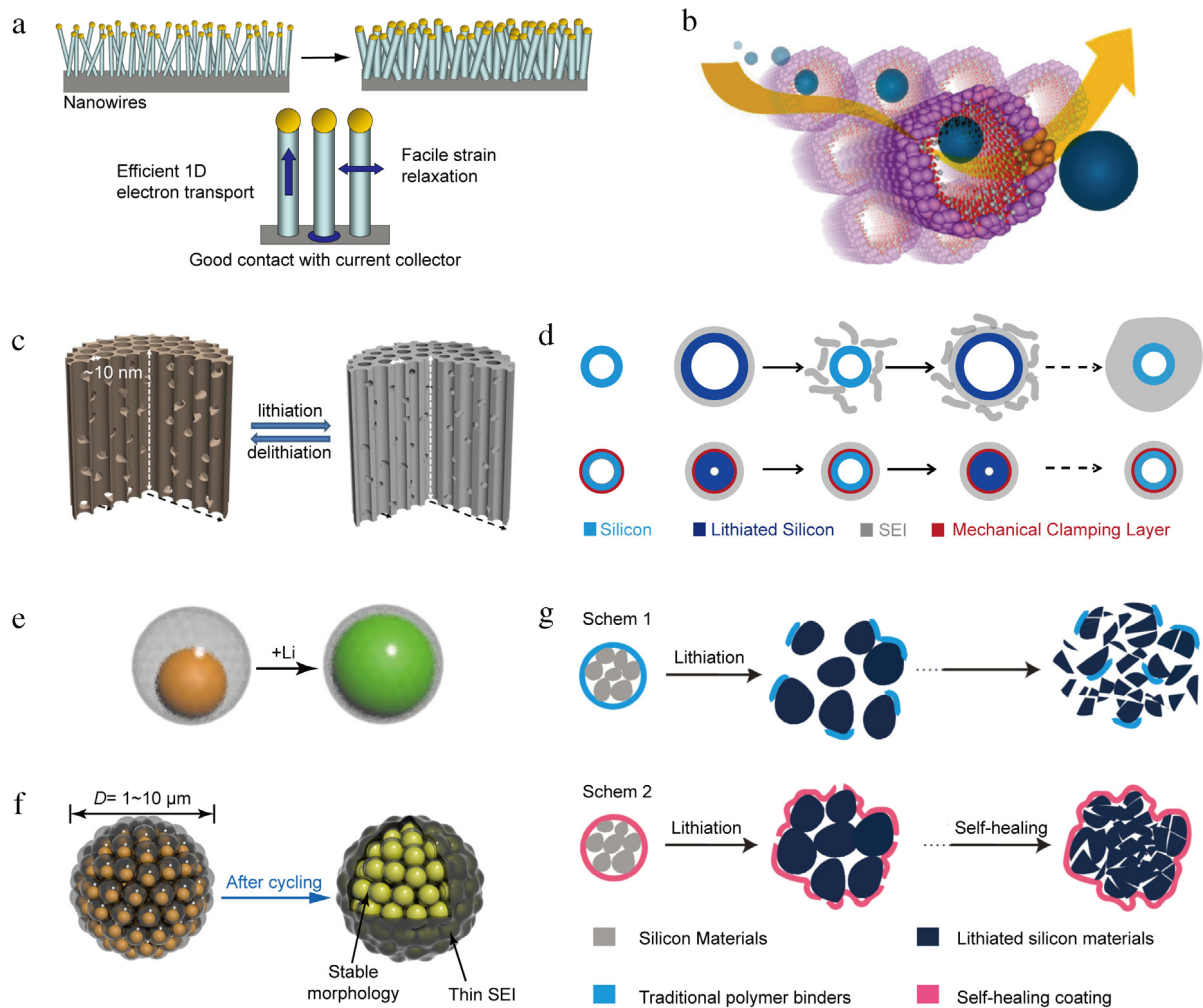 a
Nanowires
Efficient 1D
electron transport
Facile strain
relaxation
Good contact with current collector
b
c
~10 nm
lithiation
delithiation
d
Silicon
Lithiated Silicon
SEI
Mechanical Clamping Layer
e
+Li
f
D= 1~10 μm
After cycling
Stable
morphology
Thin SEI
g
Schem 1
Lithiation
Schem 2
Lithiation
Self-healing
Silicon Materials
Lithiated silicon materials
Traditional polymer binders
Self-healing coating